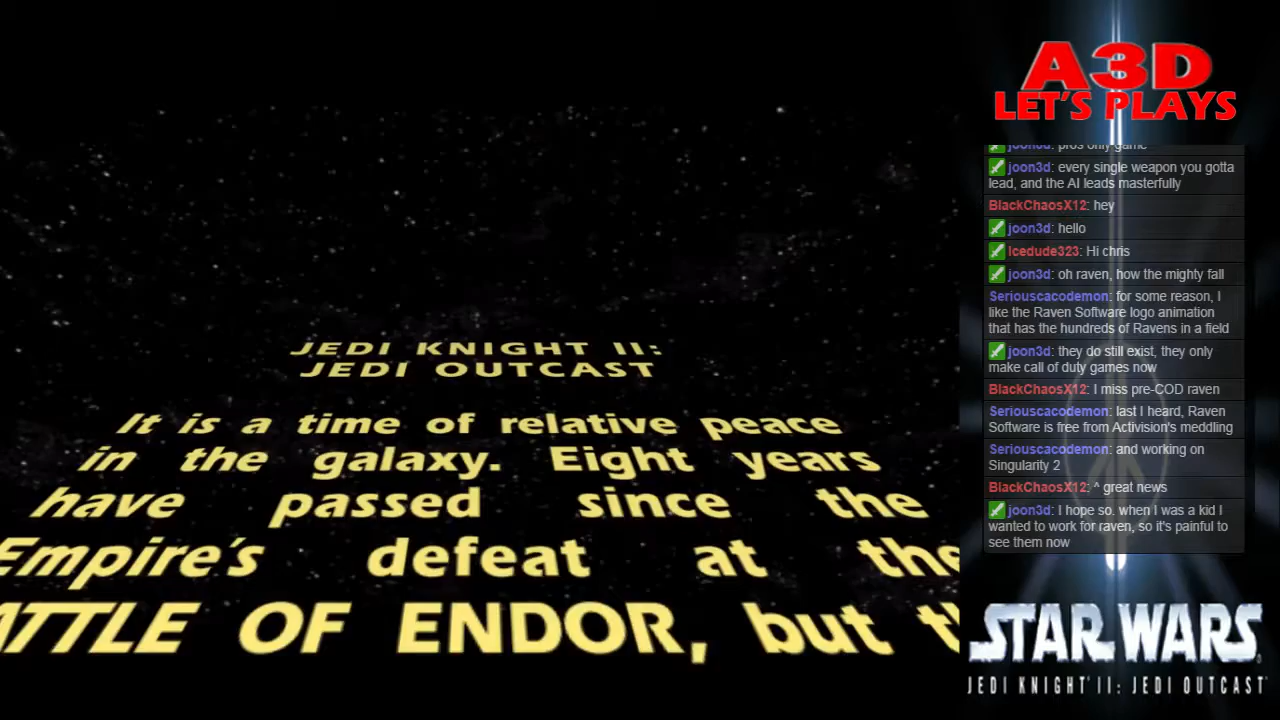 JEDI KNIGHT II:
JEDI OUTCAST
It is a time of relative peace
in the galaxy. Eight years
have passed since the
Empire's defeat at the
ATTLE OF ENDOR, but t
A3D
LET'S PLAYS
joon3d: pros only game
joon3d: every single weapon you gotta
lead, and the AI leads masterfully
BlackChaosX12: hey
joon3d: hello
Icedude323: Hi chris
joon3d: oh raven, how the mighty fall
Seriouscacodemon: for some reason, I
like the Raven Software logo animation
that has the hundreds of Ravens in a field
joon3d: they do still exist, they only
make call of duty games now
BlackChaosX12: I miss pre-COD raven
Seriouscacodemon: last I heard, Raven
Software is free from Activision's meddling
Seriouscacodemon: and working on
Singularity 2
BlackChaosX12: ^ great news
joon3d: I hope so. when I was a kid I
wanted to work for raven, so it's painful to
see them now
STAR WARS
JEDI KNIGHT II: JEDI OUTCAST